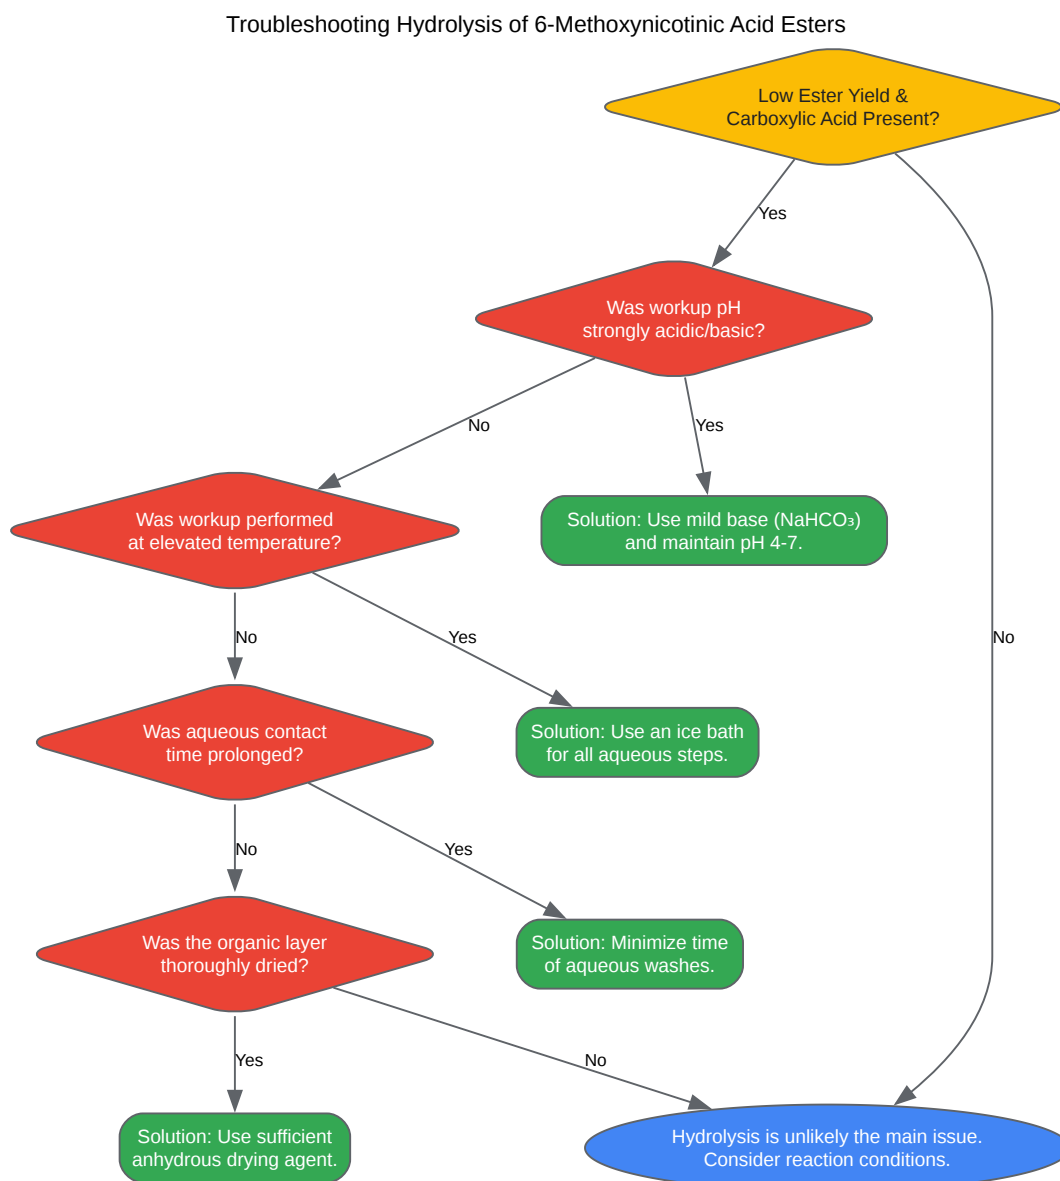 Troubleshooting Hydrolysis of 6-Methoxynicotinic Acid Esters
Low Ester Yield &
Carboxylic Acid Present?
Yes
Was workup pH
strongly acidic/basic?
No
Yes
Was workup performed
at elevated temperature?
Solution: Use mild base (NaHCO₃)
and maintain pH 4-7.
No
Yes
No
Was aqueous contact
time prolonged?
Solution: Use an ice bath
for all aqueous steps.
No
Yes
Was the organic layer
thoroughly dried?
Solution: Minimize time
of aqueous washes.
Yes
No
Solution: Use sufficient
anhydrous drying agent.
Hydrolysis is unlikely the main issue.
Consider reaction conditions.